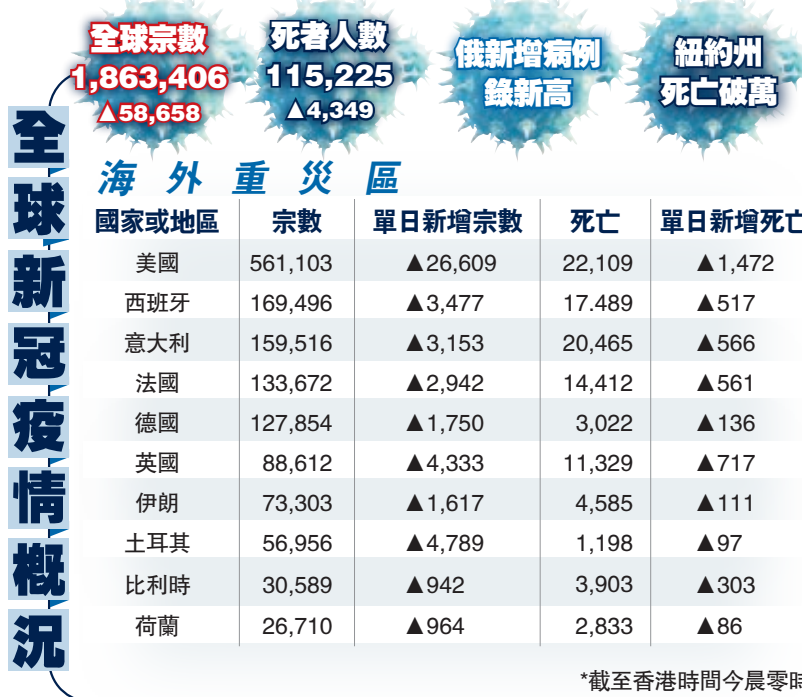 全球新冠疫情概況
全球宗數
1,863,406
▲58,658
死者人數
115,225
▲4,349
俄新增病例
錄新高
紐約州
死亡破萬
海外重災區
國家或地區 宗數 單日新增宗數 死亡 單日新增死亡
美國 561,103 ▲26,609 22,109 ▲1,472
西班牙 169,496 ▲3,477 17.489 ▲517
意大利 159,516 ▲3,153 20,465 ▲566
法國 133,672 ▲2,942 14,412 ▲561
德國 127,854 ▲1,750 3,022 ▲136
英國 88,612 ▲4,333 11,329 ▲717
伊朗 73,303 ▲1,617 4,585 ▲111
土耳其 56,956 ▲4,789 1,198 ▲97
比利時 30,589 ▲942 3,903 ▲303
荷蘭 26,710 ▲964 2,833 ▲86
*截至香港時間今晨零時